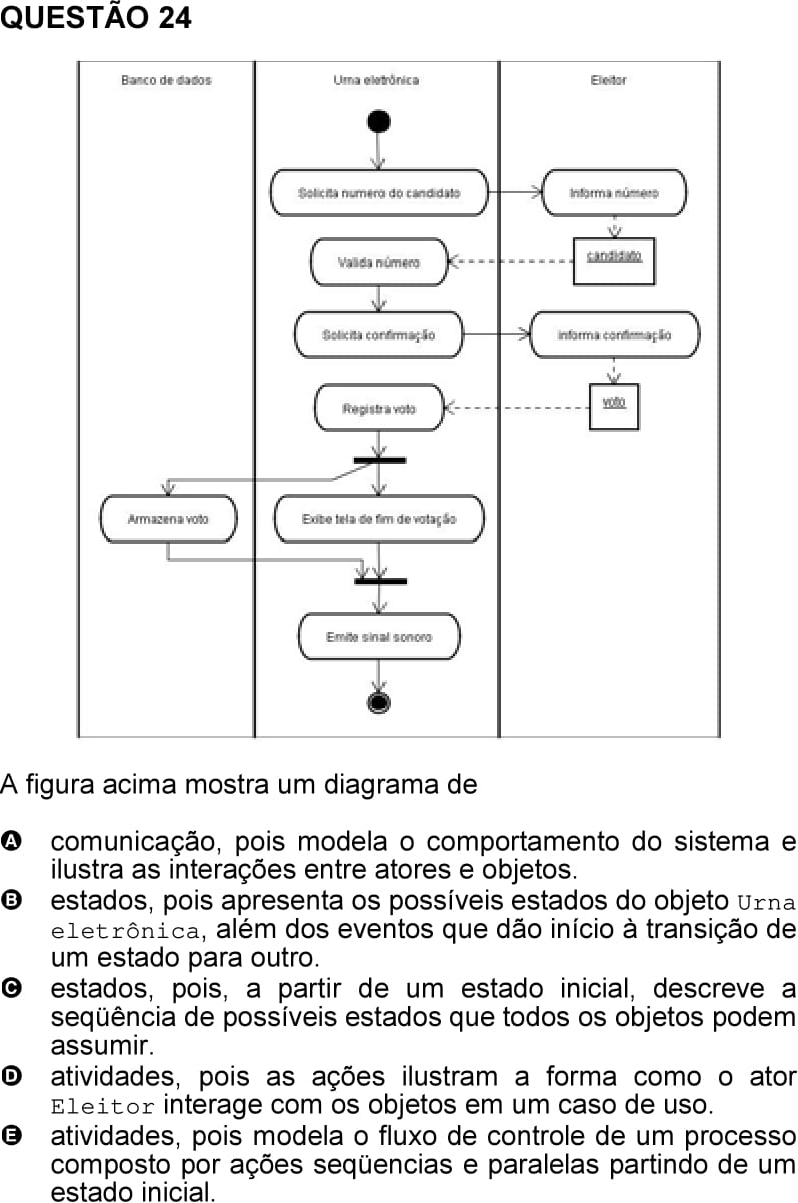 QUESTÃO 24
Banco de dados
Urna eletrônica
Eleitor
Solicita numero do candidato
Informa número
Valida número
candidato
Solicita confirmação
informa confirmação
Registra voto
voto
Armazena voto
Exibe tela de fim de votação
Emite sinal sonoro
A figura acima mostra um diagrama de
A comunicação, pois modela o comportamento do sistema e
ilustra as interações entre atores e objetos.
B estados, pois apresenta os possíveis estados do objeto Urna
eletrônica, além dos eventos que dão início à transição de
um estado para outro.
C estados, pois, a partir de um estado inicial, descreve a
seqüência de possíveis estados que todos os objetos podem
assumir.
D atividades, pois as ações ilustram a forma como o ator
Eleitor interage com os objetos em um caso de uso.
E atividades, pois modela o fluxo de controle de um processo
composto por ações seqüencias e paralelas partindo de um
estado inicial.